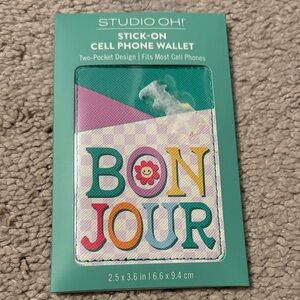 STUDIO OH!
STICK-ON
CELL PHONE WALLET
Two-Pocket Design | Fits Most Cell Phones
BON
JOUR
2.5 x 3.6 in | 6.6 x 9.4 cm